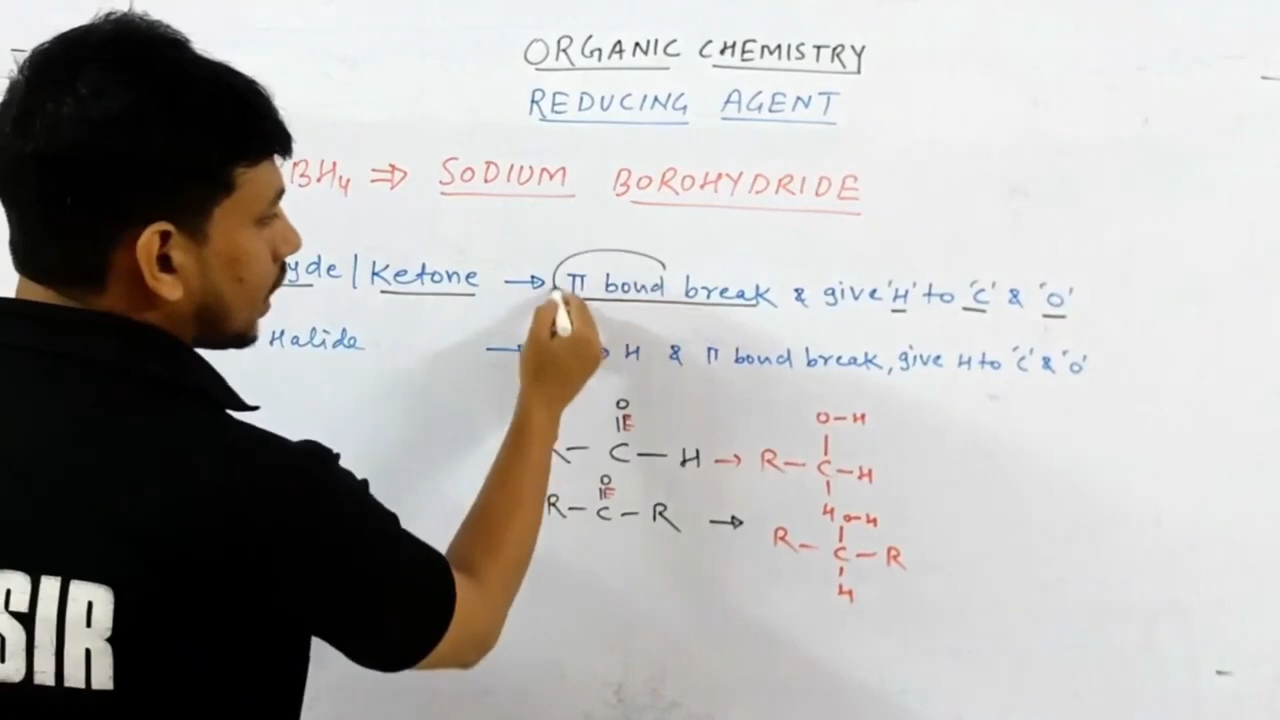 ORGANIC CHEMISTRY
REDUCING AGENT
BH4 ⇒ SODIUM BOROHYDRIDE
yde/Ketone → π bond break & give 'H' to 'C' & 'O'
Halide → H & π bond break, give H to 'C' & 'O'
O O-H
C - H → R - C - H
H
O O-H
R - C - R → R - C - R
H
SIR